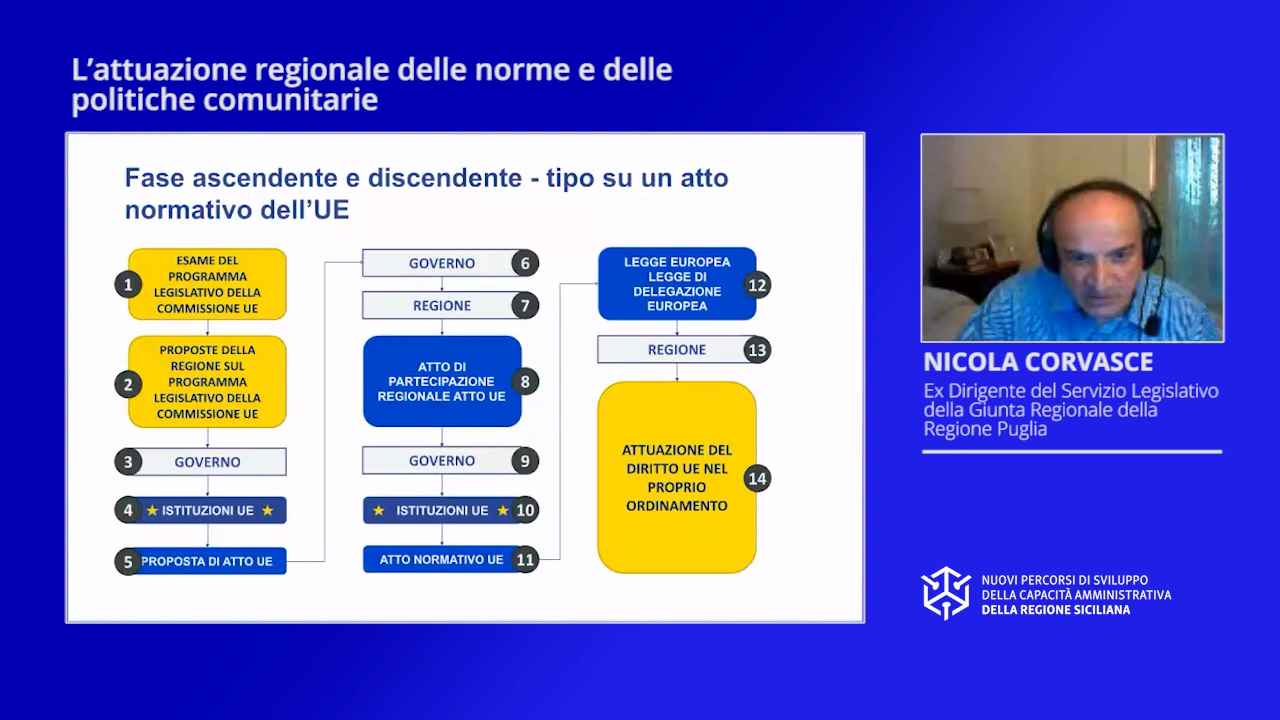 L'attuazione regionale delle norme e delle
politiche comunitarie
Fase ascendente e discendente - tipo su un atto
normativo dell'UE
1
ESAME DEL
PROGRAMMA
LEGISLATIVO DELLA
COMMISSIONE UE
2
PROPOSTE DELLA
REGIONE SUL
PROGRAMMA
LEGISLATIVO DELLA
COMMISSIONE UE
3 GOVERNO
4 ISTITUZIONI UE
5 PROPOSTA DI ATTO UE
GOVERNO 6
REGIONE 7
ATTO DI
PARTECIPAZIONE
REGIONALE ATTO UE
8
GOVERNO 9
ISTITUZIONI UE 10
ATTO NORMATIVO UE 11
LEGGE EUROPEA
LEGGE DI
DELEGAZIONE
EUROPEA
12
REGIONE 13
ATTUAZIONE DEL
DIRITTO UE NEL
PROPRIO
ORDINAMENTO
14
NICOLA CORVASCE
Ex Dirigente del Servizio Legislativo
della Giunta Regionale della
Regione Puglia
NUOVI PERCORSI DI SVILUPPO
DELLA CAPACITÀ AMMINISTRATIVA
DELLA REGIONE SICILIANA